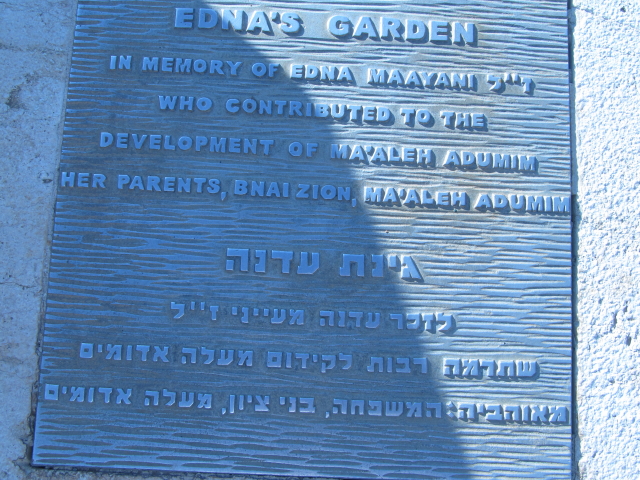 EDNA'S GARDEN
IN MEMORY OF EDNA MAAYANI ז"ל
WHO CONTRIBUTED TO THE
DEVELOPMENT OF MA'ALEH ADUMIM
HER PARENTS, BNAI ZION, MA'ALEH ADUMIM
גינת עדנה
לזכר עדנה מעייני ז"ל
שתרמה רבות לקידום מעלה אדומים
מאוהביה: המשפחה, בני ציון, מעלה אדומים